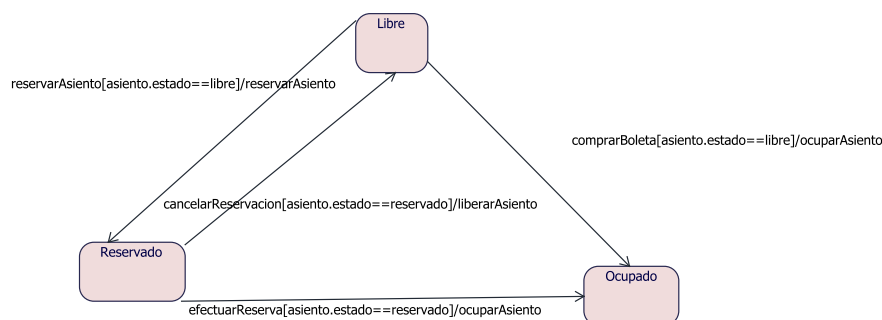 Libre
reservarAsiento[asiento.estado==libre]/reservarAsiento
comprarBoleta[asiento.estado==libre]/ocuparAsiento
cancelarReservacion[asiento.estado==reservado]/liberarAsiento
Reservado
Ocupado
efectuarReserva[asiento.estado==reservado]/ocuparAsiento